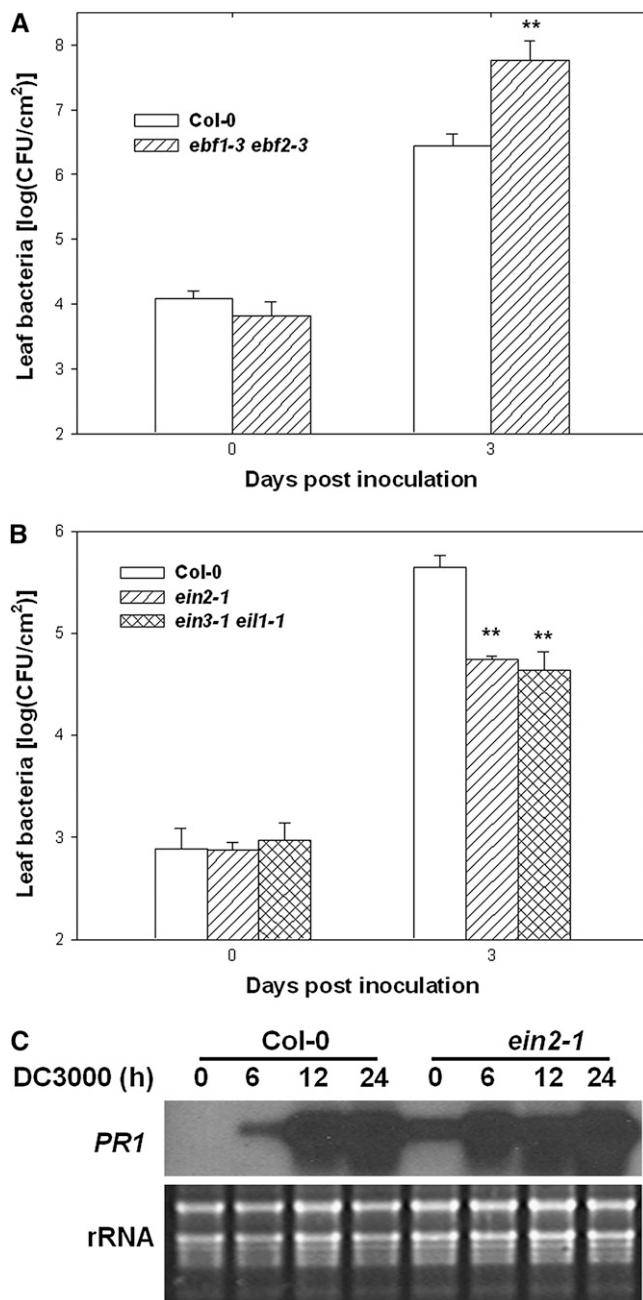 A
Leaf bacteria [log(CFU/cm²)]
8
7
6
5
4
3
2
Col-0
ebf1-3 ebf2-3
**
0
3
Days post inoculation
B
Leaf bacteria [log(CFU/cm²)]
6
5
4
3
2
Col-0
ein2-1
ein3-1 eil1-1
**
**
0
3
Days post inoculation
C
Col-0
ein2-1
DC3000 (h) 0 6 12 24 0 6 12 24
PR1
rRNA